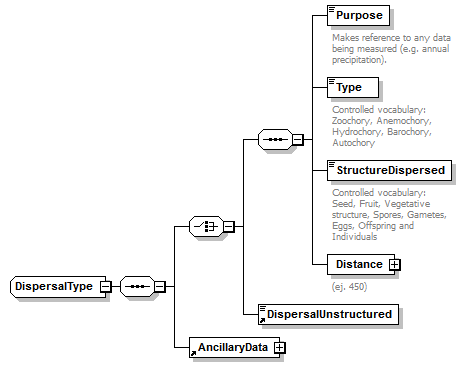 Purpose
Makes reference to any data
being measured (e.g. annual
precipitation).
Type
Controlled vocabulary:
Zoochory, Anemochory,
Hydrochory, Barochory,
Autochory
StructureDispersed
Controlled vocabulary:
Seed, Fruit, Vegetative
structure, Spores, Gametes,
Eggs, Offspring and
Individuals
Distance
(ej. 450)
DispersalType
DispersalUnstructured
AncillaryData